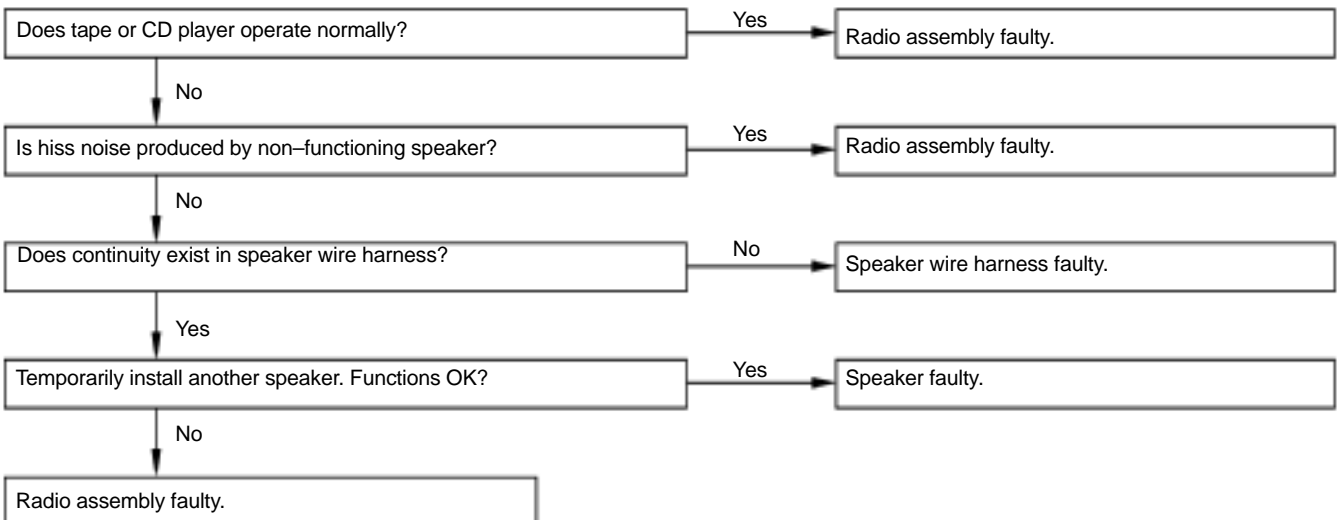 Does tape or CD player operate normally?
Yes
Radio assembly faulty.
No
Is hiss noise produced by non–functioning speaker?
Yes
Radio assembly faulty.
No
Does continuity exist in speaker wire harness?
No
Speaker wire harness faulty.
Yes
Temporarily install another speaker. Functions OK?
Yes
Speaker faulty.
No
Radio assembly faulty.